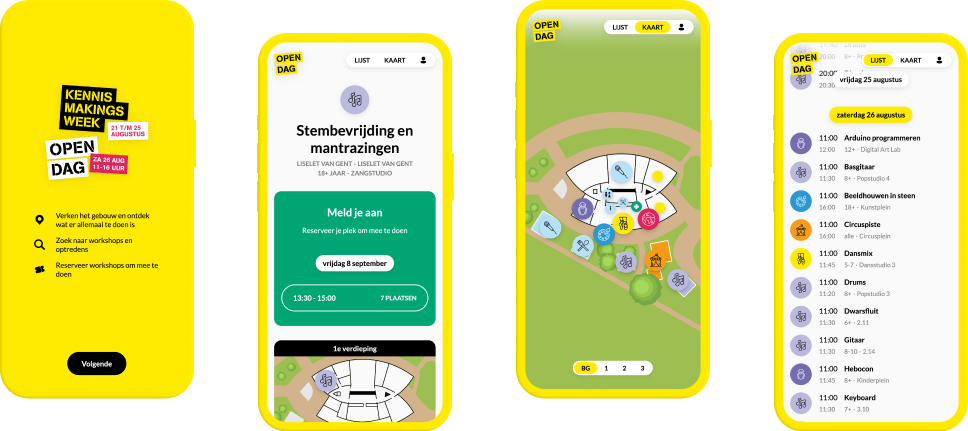 KENNIS
MAKINGS
WEEK
21 T/M 25
AUGUSTUS
OPEN
DAG
ZA 26 AUG
11-16 UUR
Verken het gebouw en ontdek
wat er allemaal te doen is
Zoek naar workshops en
optredens
Reserveer workshops om mee te
doen
Volgende
OPEN
DAG
LIJST KAART
Stembevrijding en
mantrazingen
LISELET VAN GENT - LISELET VAN GENT
18+ JAAR - ZANGSTUDIO
Meld je aan
Reserveer je plek om mee te doen
vrijdag 8 september
13:30 - 15:00 7 PLAATSEN
1e verdieping
OPEN
DAG
LIJST KAART
BG 1 2 3
OPEN
DAG
LIJST KAART
20:00
20:30
vrijdag 25 augustus
zaterdag 26 augustus
11:00 Arduino programmeren
12:00 12+ - Digital Art Lab
11:00 Basgitaar
11:30 8+ - Popstudio 4
11:00 Beeldhouwen in steen
16:00 18+ - Kunstplein
11:00 Circuspiste
16:00 alle - Circusplein
11:00 Dansmix
11:45 5-7 - Dansstudio 3
11:00 Drums
11:20 8+ - Popstudio 3
11:00 Dwarsfluit
11:30 6+ - 2.11
11:00 Gitaar
11:30 8-10 - 2.14
11:00 Hebocon
11:45 8+ - Kinderplein
11:00 Keyboard
11:30 7+ - 3.10